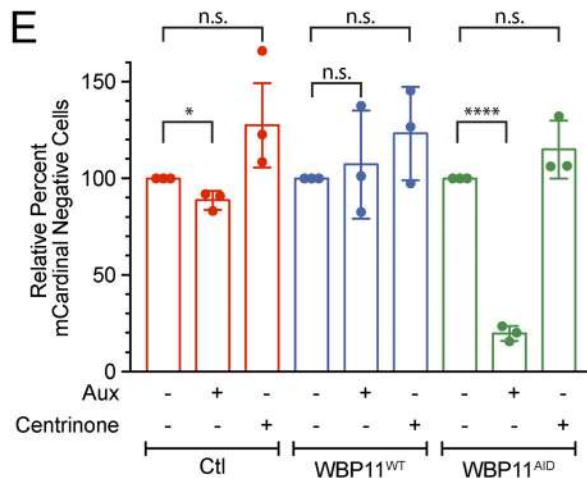 E
n.s. n.s. n.s.
* n.s. ****
150
100
50
0
Relative Percent
mCardinal Negative Cells
Aux - + - - + - - + -
Centrinone - - + - - + - - +
Ctl WBP11ᵂᵀ WBP11ᴬᴵᴰ